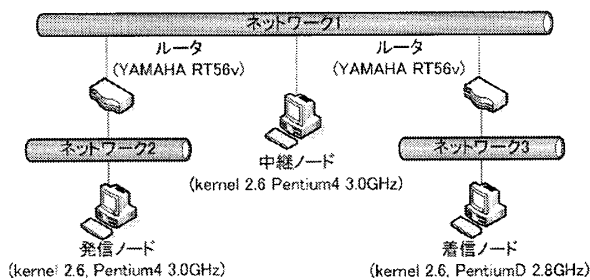 ネットワーク1
ルータ
(YAMAHA RT56v)
ルータ
(YAMAHA RT56v)
中継ノード
(kernel 2.6 Pentium4 3.0GHz)
ネットワーク2
ネットワーク3
発信ノード
(kernel 2.6, Pentium4 3.0GHz)
着信ノード
(kernel 2.6, PentiumD 2.8GHz)